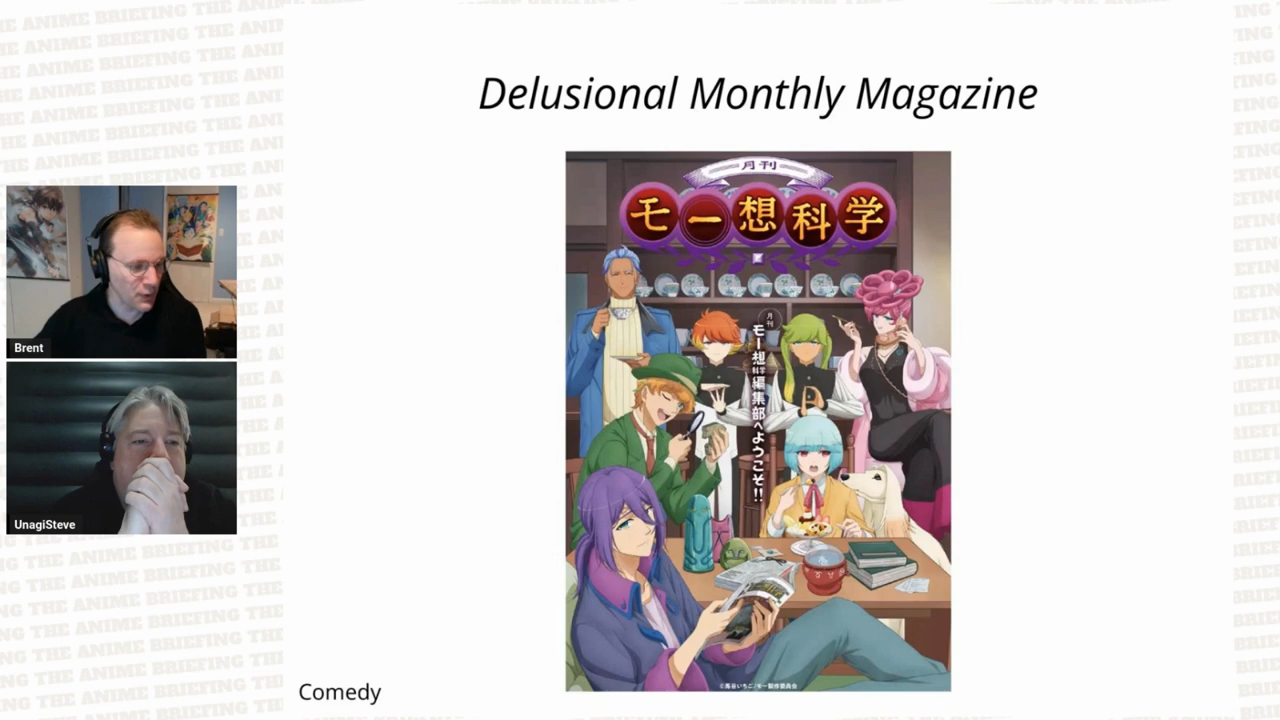 THE ANIME BRIEFING
Delusional Monthly Magazine
月刊
モー想科学
月刊
モー想科学編集部へようこそ!!
Brent
UnagiSteve
Comedy